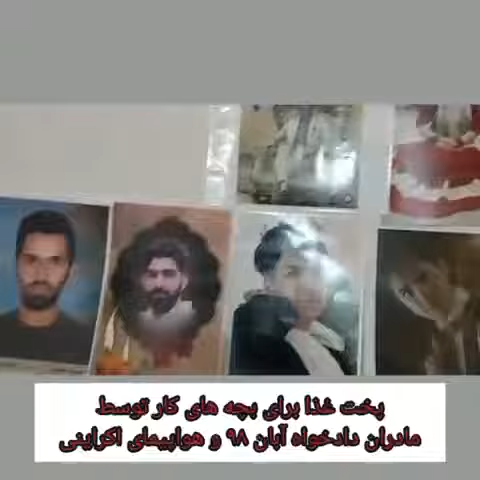 پخت غذا برای بچه های کار توسط
مادران دادخواه آبان ۹۸ و هواپیمای اکراینی